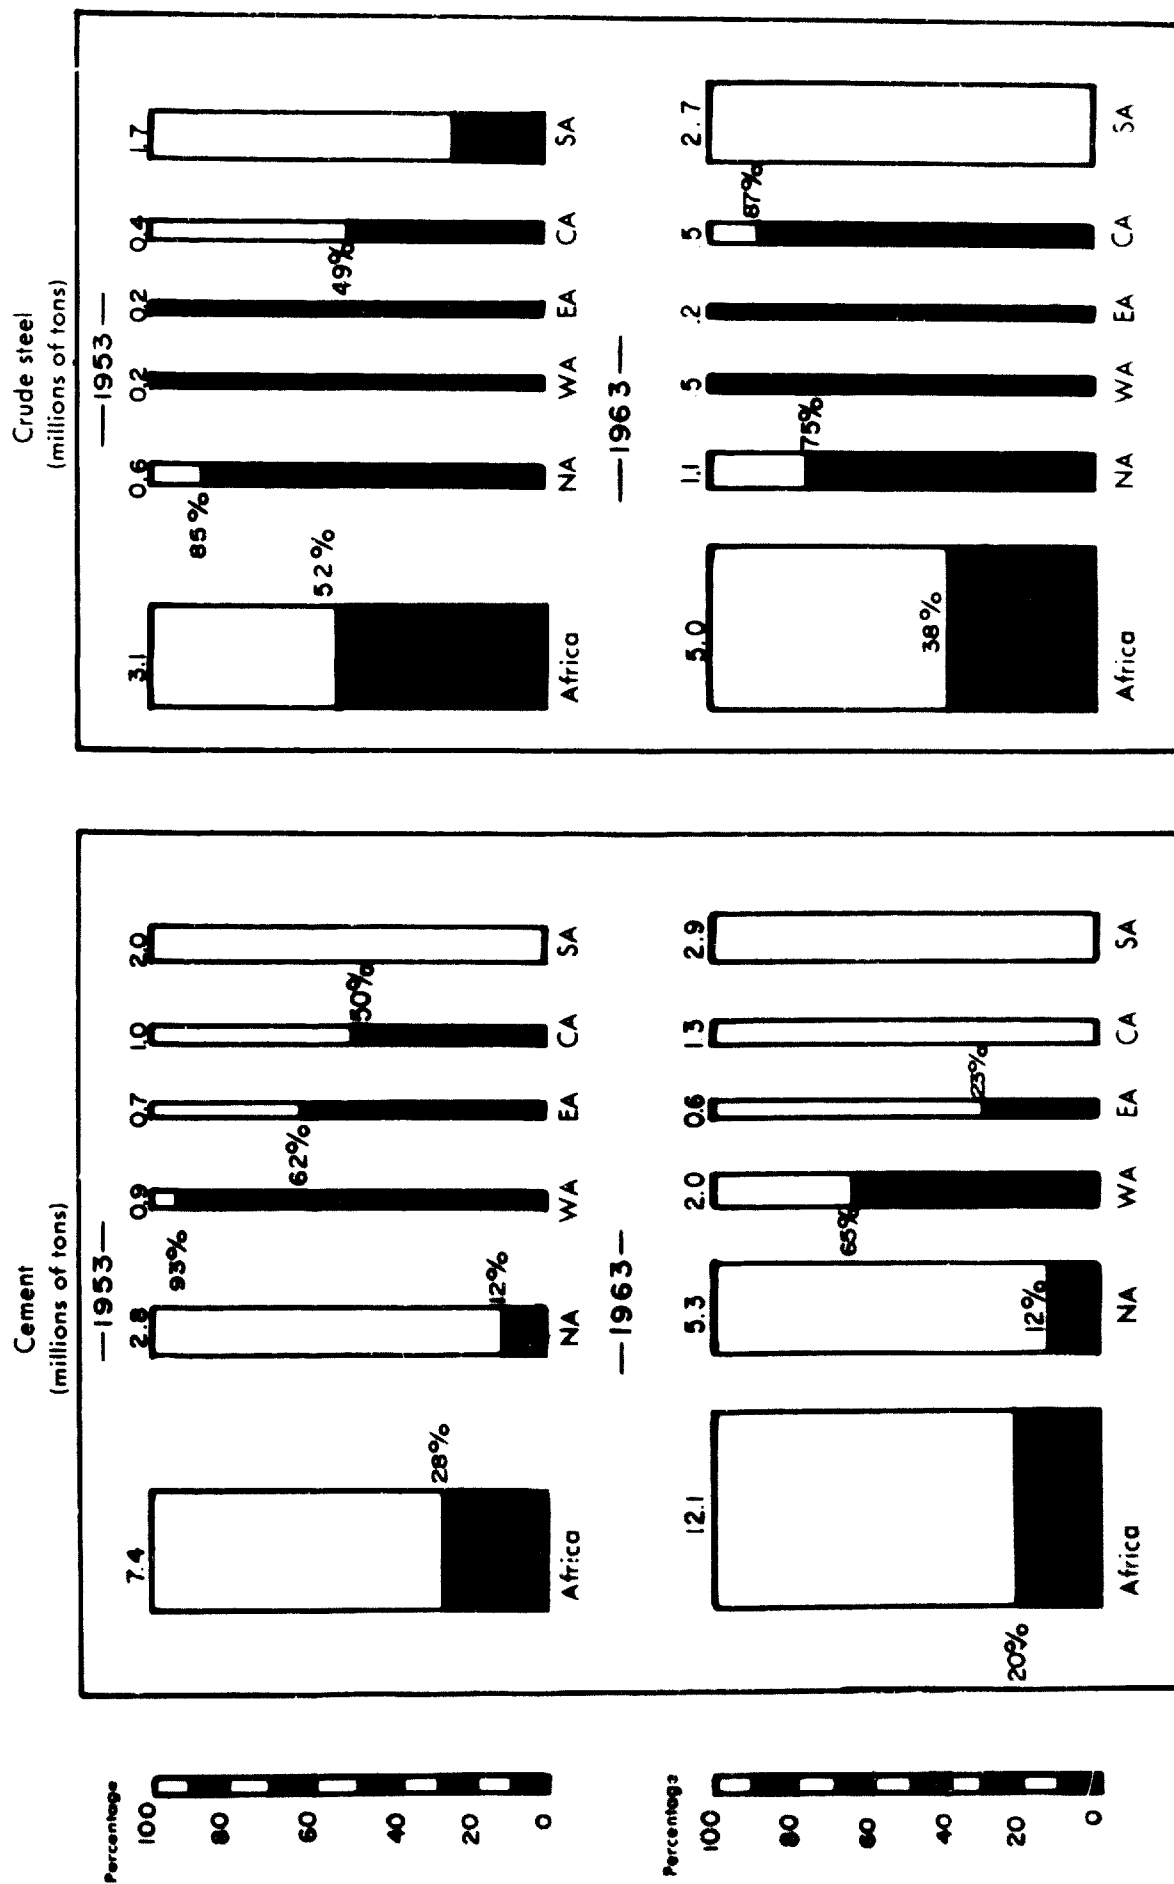 Cement
(millions of tons)
—1953—
Percentage
100
80
60
40
20
0
7.4
28%
Africa
2.8
12%
NA
93%
0.9
WA
62%
0.7
EA
1.0
50%
CA
2.0
SA
—1963—
Percentage
100
80
60
40
20
0
20%
12.1
Africa
5.3
12%
NA
65%
2.0
WA
0.6
23%
EA
1.3
CA
2.9
SA
Crude steel
(millions of tons)
—1953—
3.1
52%
Africa
85%
0.6
NA
0.2
WA
0.2
EA
49%
0.4
CA
1.7
SA
—1963—
5.0
38%
Africa
1.1
75%
NA
.5
WA
.2
EA
.5
87%
CA
2.7
SA